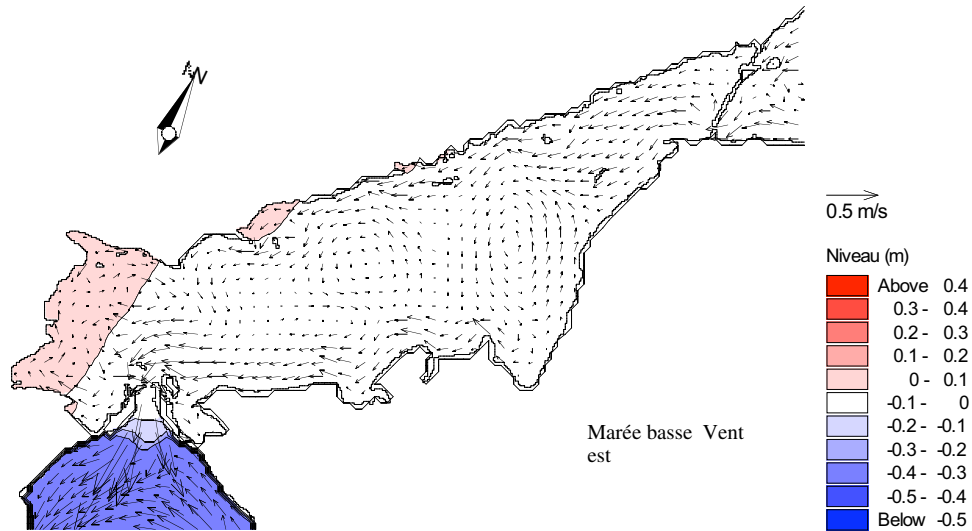 N
0.5 m/s
Niveau (m)
Above 0.4
0.3 - 0.4
0.2 - 0.3
0.1 - 0.2
0 - 0.1
-0.1 - 0
-0.2 - -0.1
-0.3 - -0.2
-0.4 - -0.3
-0.5 - -0.4
Below -0.5
Marée basse Vent
est